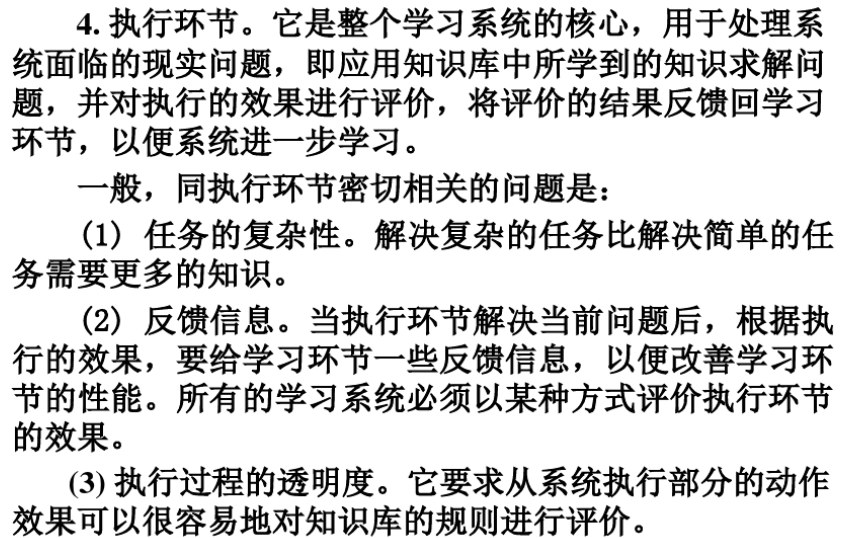 4. 执行环节。它是整个学习系统的核心，用于处理系
统面临的现实问题，即应用知识库中所学到的知识求解问
题，并对执行的效果进行评价，将评价的结果反馈回学习
环节，以便系统进一步学习。
一般，同执行环节密切相关的问题是：
(1) 任务的复杂性。解决复杂的任务比解决简单的任
务需要更多的知识。
(2) 反馈信息。当执行环节解决当前问题后，根据执
行的效果，要给学习环节一些反馈信息，以便改善学习环
节的性能。所有的学习系统必须以某种方式评价执行环节
的效果。
(3) 执行过程的透明度。它要求从系统执行部分的动作
效果可以很容易地对知识库的规则进行评价。